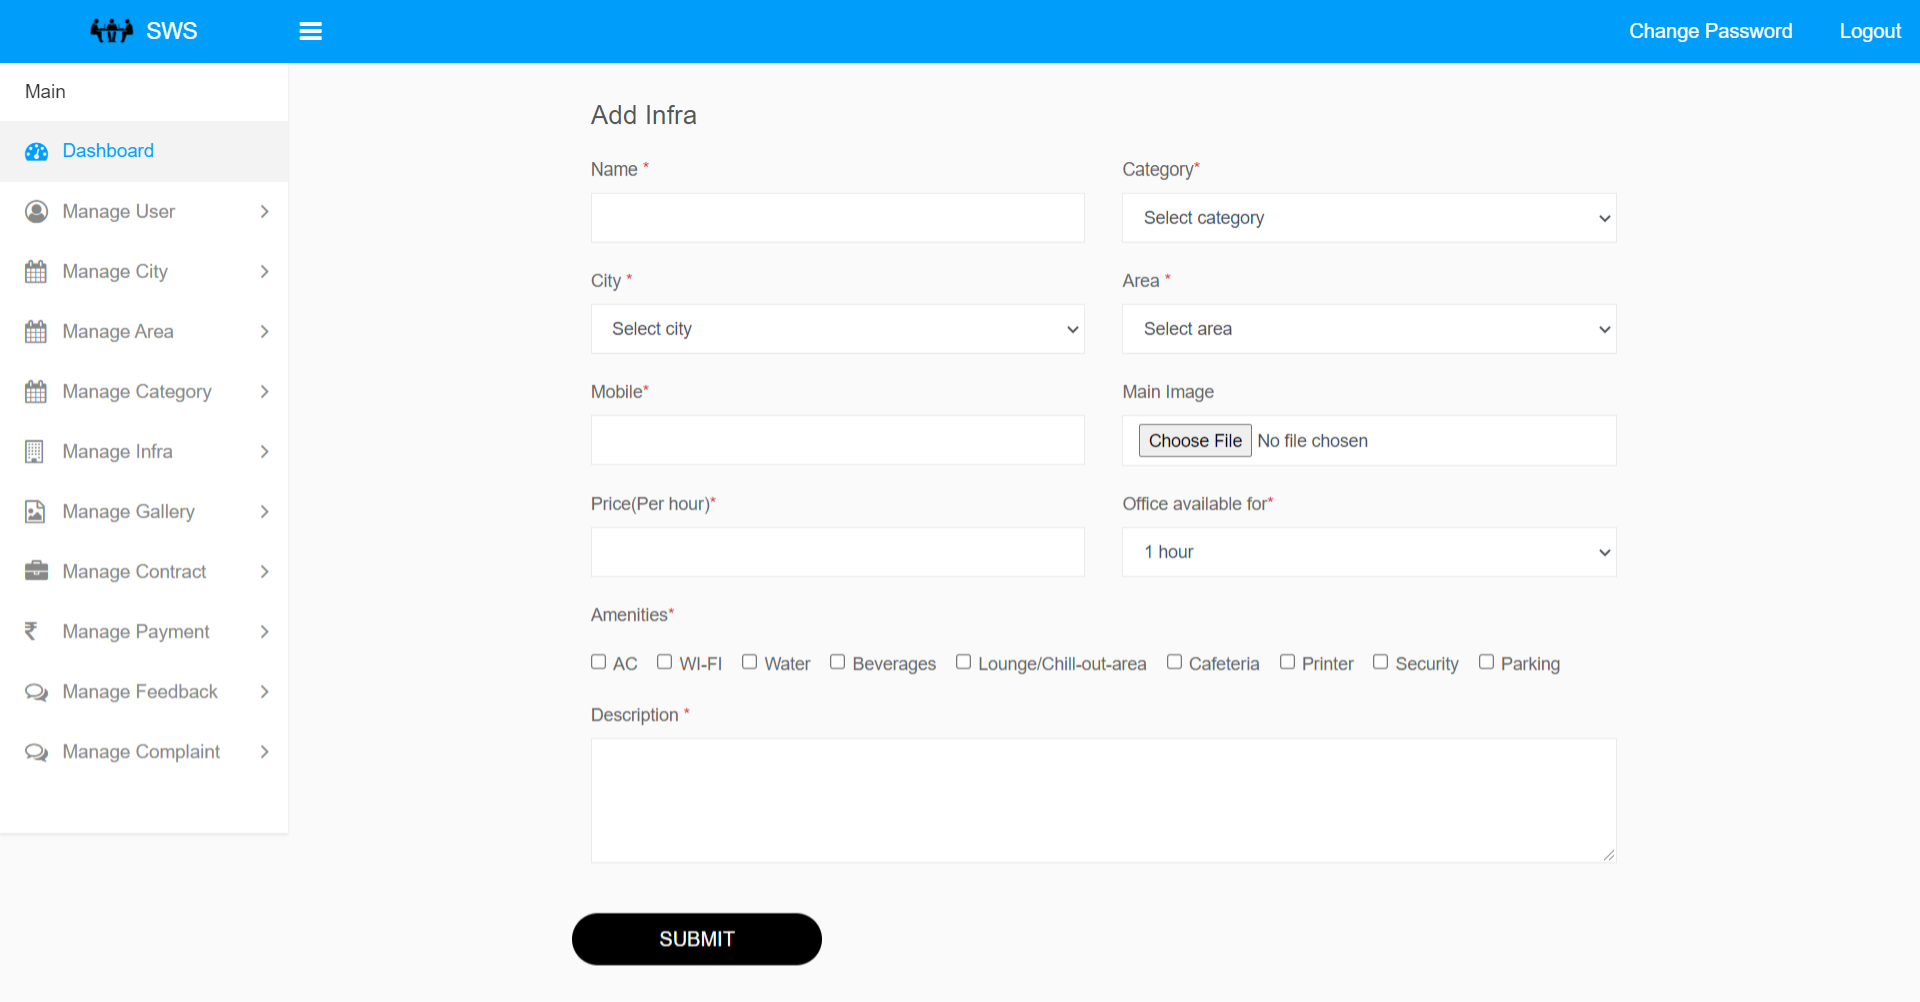 SWS
Change Password
Logout
Main
Dashboard
Manage User
Manage City
Manage Area
Manage Category
Manage Infra
Manage Gallery
Manage Contract
₹ Manage Payment
Manage Feedback
Manage Complaint
Add Infra
Name *
Category*
Select category
City *
Area *
Select city
Select area
Mobile*
Main Image
Choose File No file chosen
Price(Per hour)*
Office available for*
1 hour
Amenities*
AC WI-FI Water Beverages Lounge/Chill-out-area Cafeteria Printer Security Parking
Description *
SUBMIT